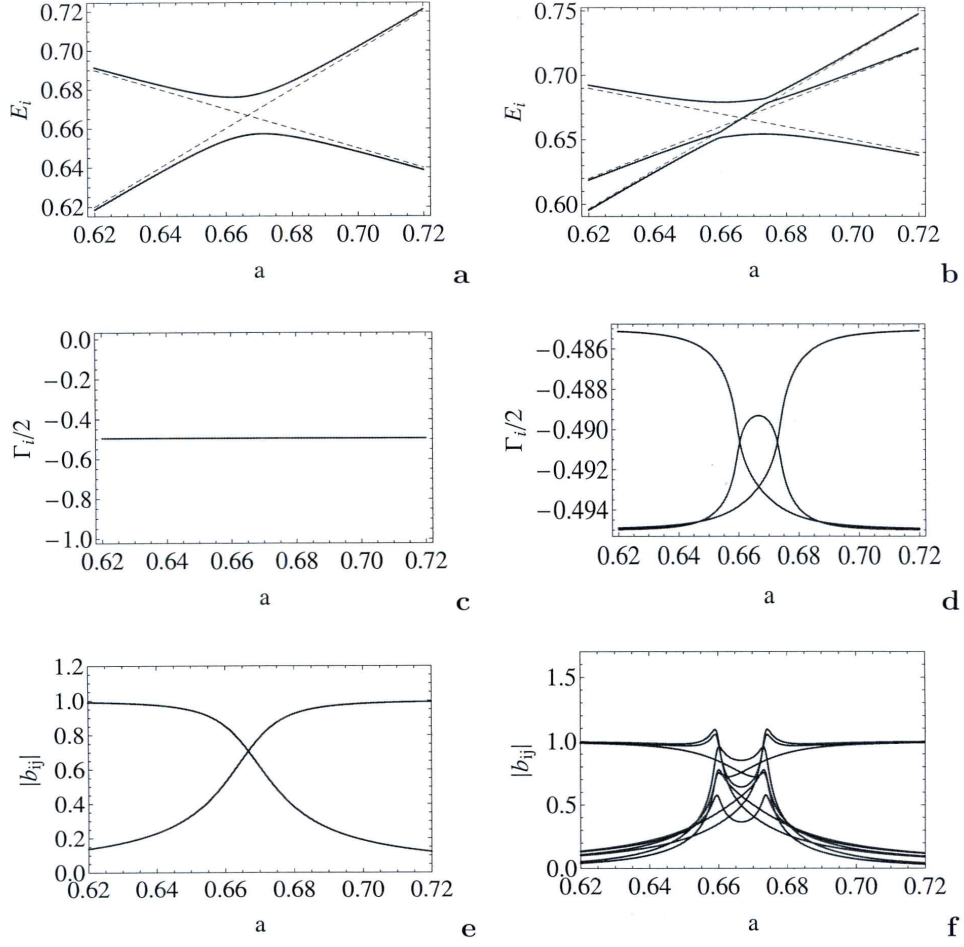 0.72
0.70
0.68
0.66
0.64
0.62
E_i
0.62 0.64 0.66 0.68 0.70 0.72
a
a
0.75
0.70
0.65
0.60
E_i
0.62 0.64 0.66 0.68 0.70 0.72
a
b
0.0
−0.2
−0.4
−0.6
−0.8
−1.0
Γ_i/2
0.62 0.64 0.66 0.68 0.70 0.72
a
c
−0.486
−0.488
−0.490
−0.492
−0.494
Γ_i/2
0.62 0.64 0.66 0.68 0.70 0.72
a
d
1.2
1.0
0.8
0.6
0.4
0.2
0.0
|b_ij|
0.62 0.64 0.66 0.68 0.70 0.72
a
e
1.5
1.0
0.5
0.0
|b_ij|
0.62 0.64 0.66 0.68 0.70 0.72
a
f